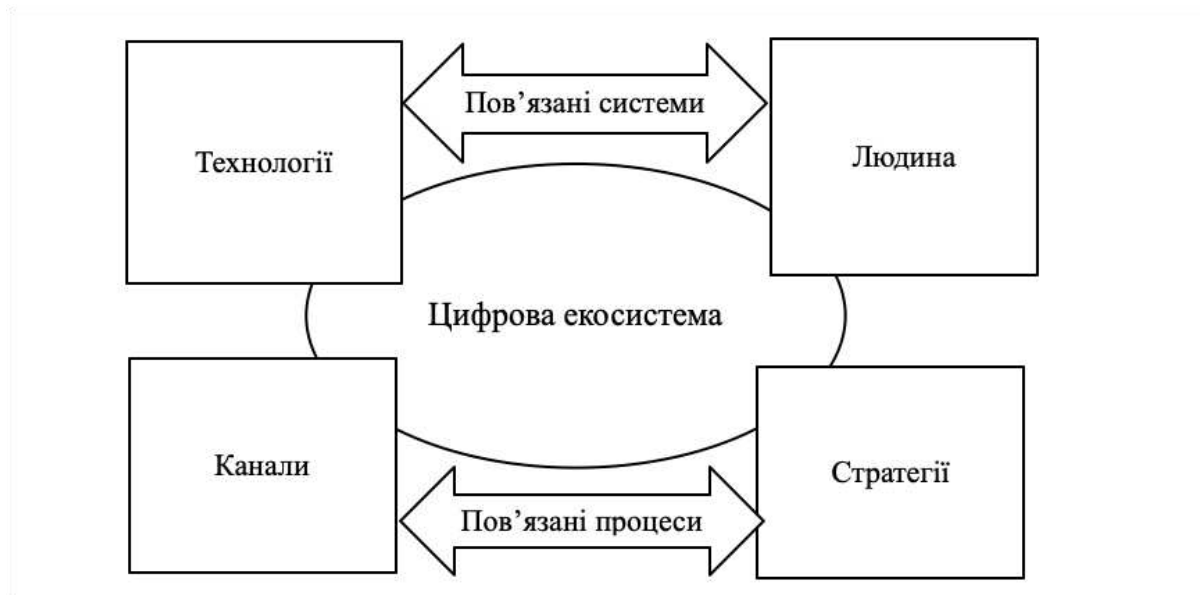 Пов’язані системи
Технології
Людина
Цифрова екосистема
Канали
Стратегії
Пов’язані процеси